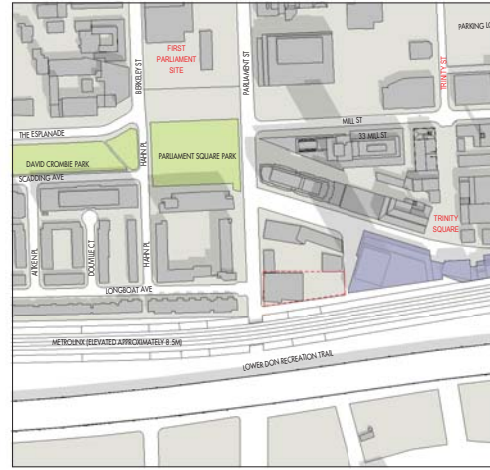 PARKING LO
FIRST
PARLIAMENT
SITE
BERKELEY ST
PARLIAMENT ST
TRINITY ST
MILL ST
33 MILL ST
THE ESPLANADE
DAVID CROMBIE PARK
HAHN PL
PARLIAMENT SQUARE PARK
SCADDING AVE
AITKEN PL
DOUVILLE CT
HAHN PL
TRINITY
SQUARE
LONGBOAT AVE
METROLINX (ELEVATED APPROXIMATELY 8.5M)
LOWER DON RECREATION TRAIL